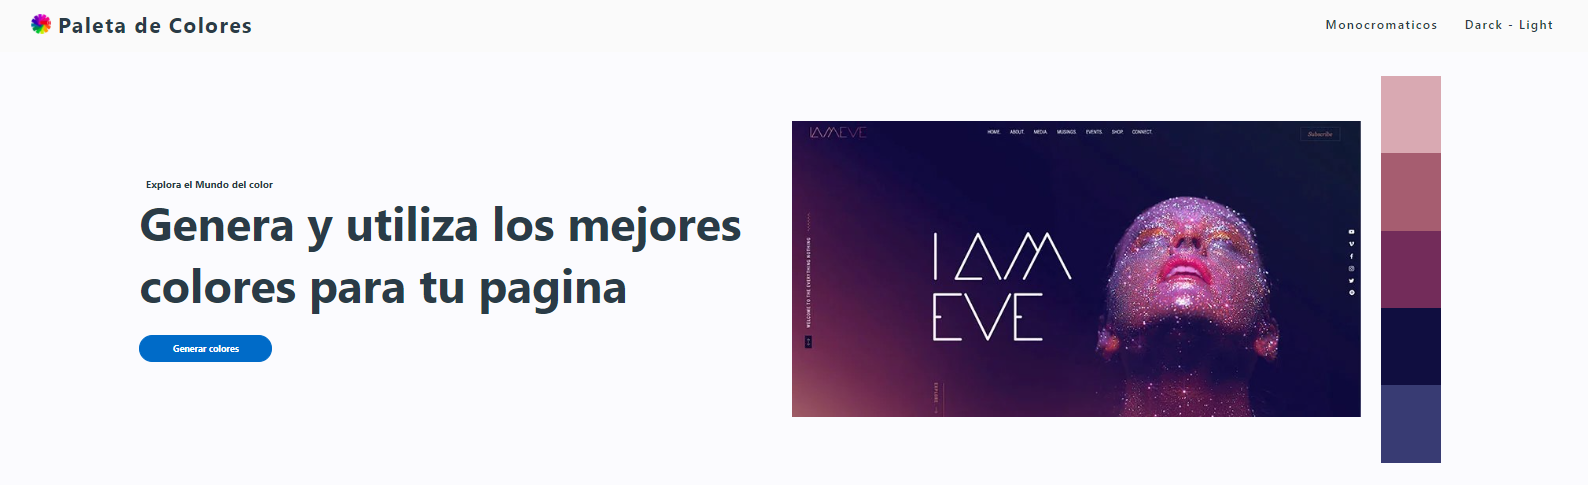 Paleta de Colores
Monocromaticos
Darck - Light
Explora el Mundo del color
Genera y utiliza los mejores
colores para tu pagina
Generar colores
IAMEVE
HOME. ABOUT. MEDIA. MUSINGS. EVENTS. SHOP. CONNECT.
Subscribe
WELCOME TO THE EVERYTHING NOTHING
I AM
EVE
EXPLORE